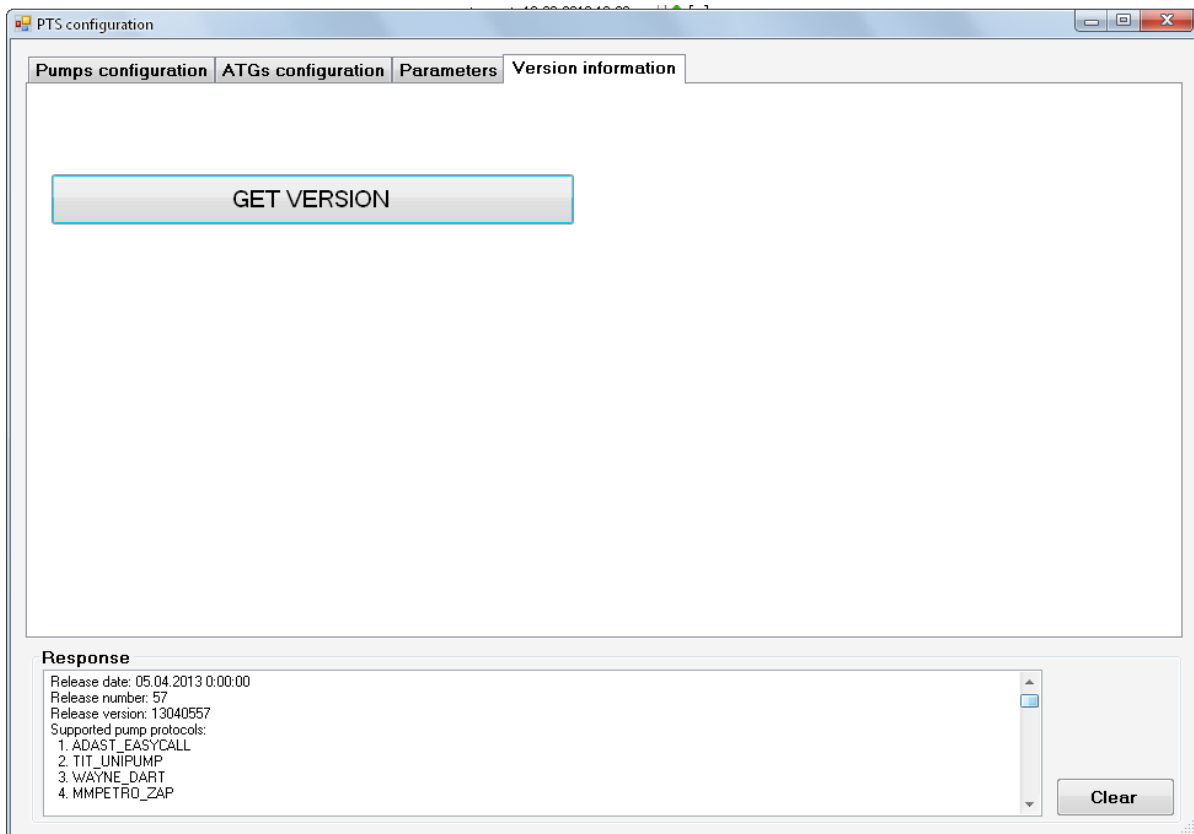 PTS configuration
Pumps configuration ATGs configuration Parameters Version information
GET VERSION
Response
Release date: 05.04.2013 0:00:00
Release number: 57
Release version: 13040557
Supported pump protocols:
1. ADAST_EASYCALL
2. TIT_UNIPUMP
3. WAYNE_DART
4. MMPETRO_ZAP
Clear